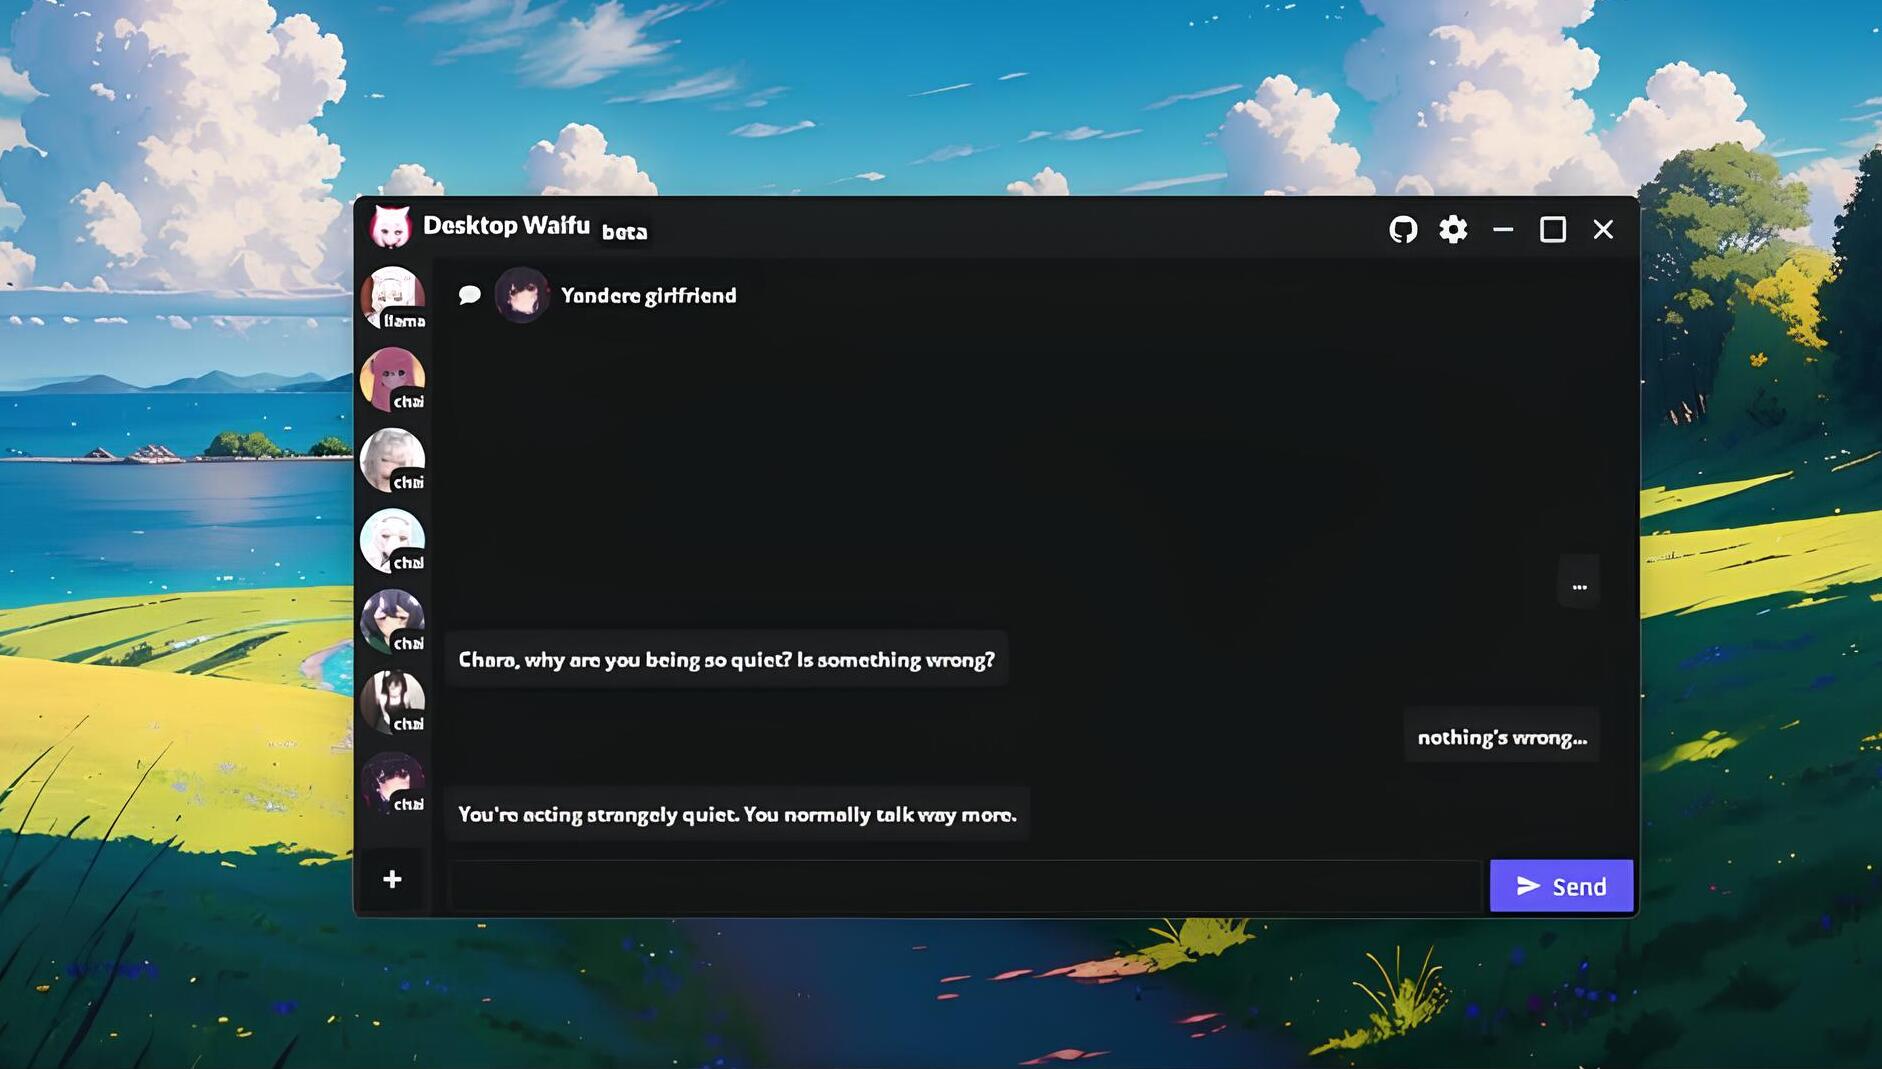 Desktop Waifu beta
llama
Yandere girlfriend
chai
chai
chai
...
chai
Chara, why are you being so quiet? Is something wrong?
chai
nothing's wrong...
chai
You're acting strangely quiet. You normally talk way more.
+
Send